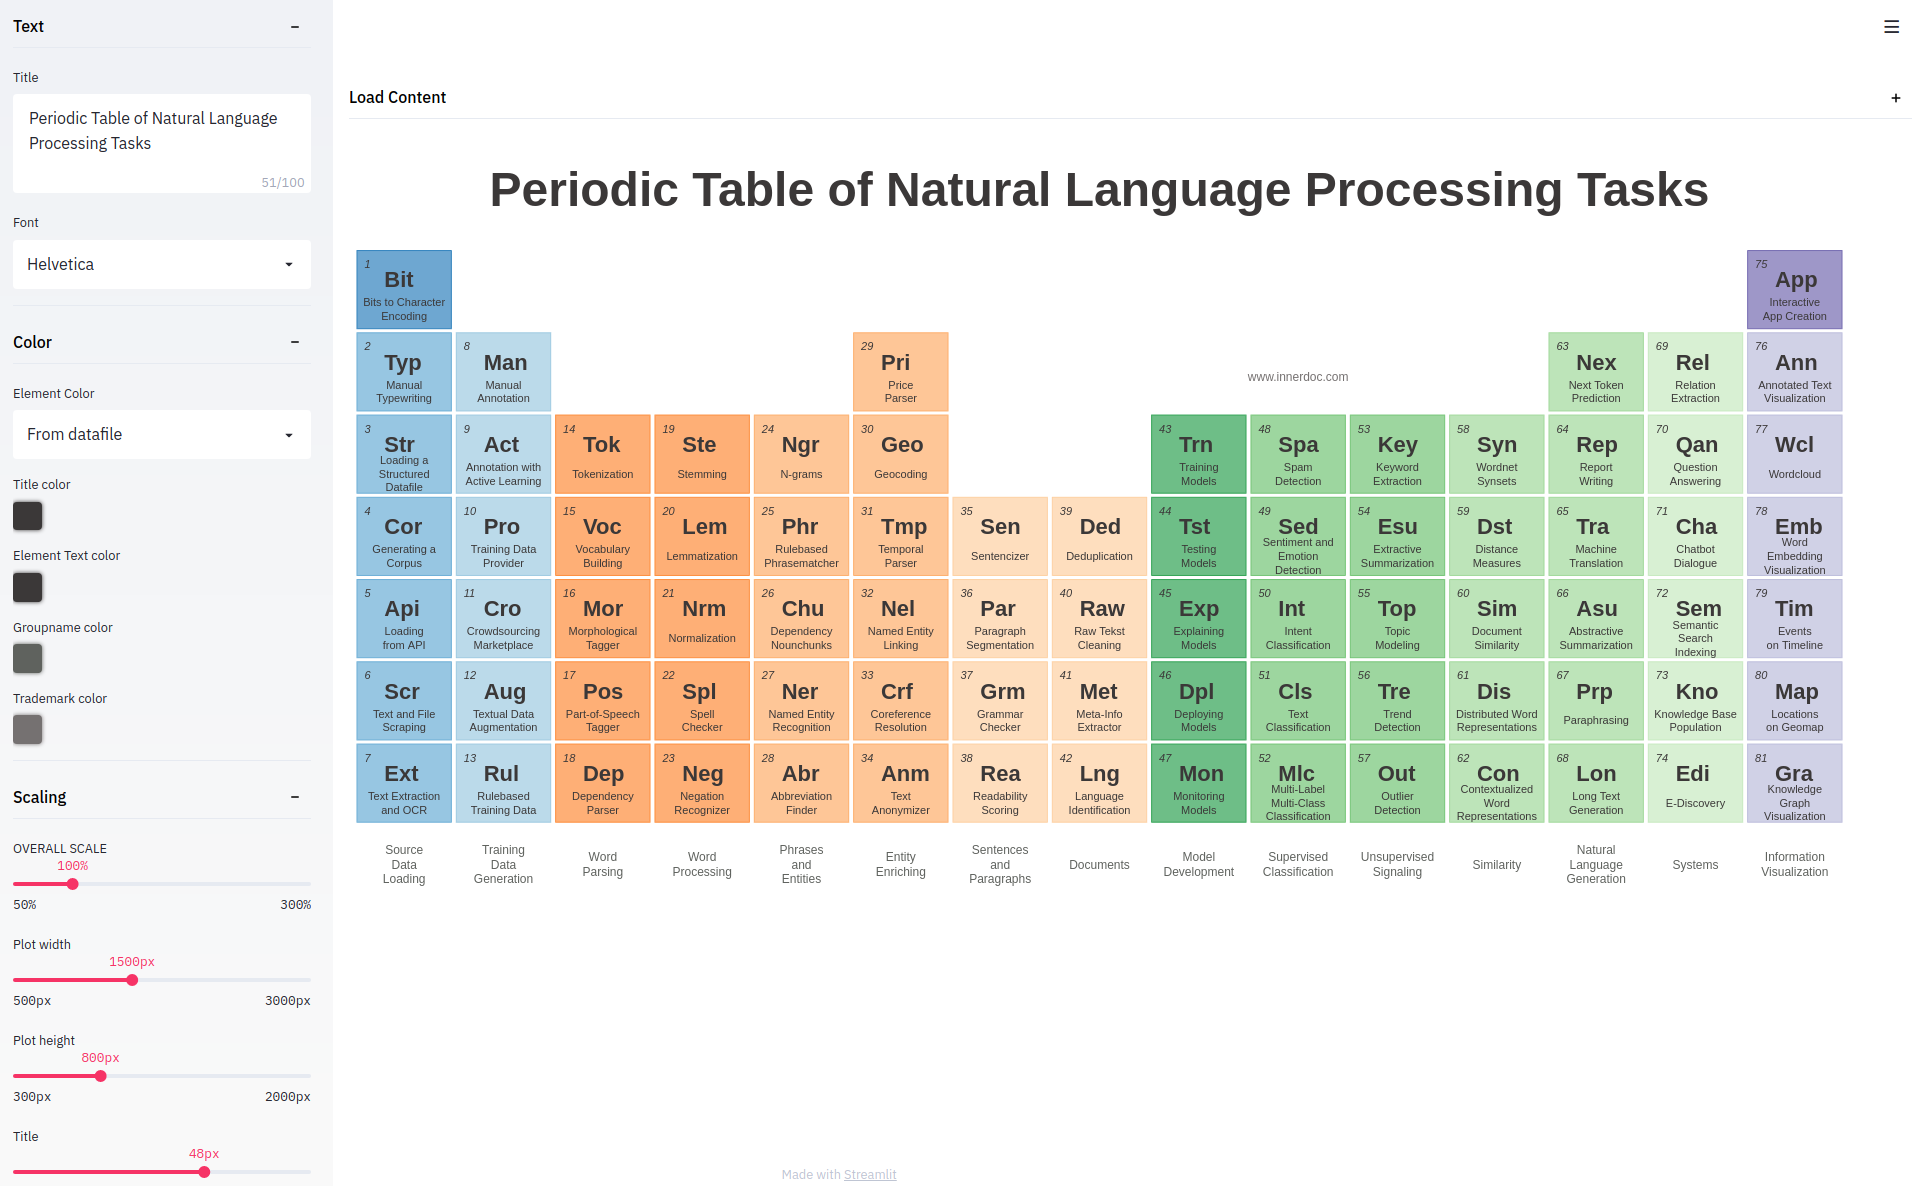 Text
−
Title
Periodic Table of Natural Language
Processing Tasks
51/100
Font
Helvetica
Color
−
Element Color
From datafile
Title color
Element Text color
Groupname color
Trademark color
Scaling
−
OVERALL SCALE
100%
50% 300%
Plot width
1500px
500px 3000px
Plot height
800px
300px 2000px
Title
48px
Load Content
+
Periodic Table of Natural Language Processing Tasks
1
Bit
Bits to Character
Encoding
75
App
Interactive
App Creation
2
Typ
Manual
Typewriting
8
Man
Manual
Annotation
29
Pri
Price
Parser
www.innerdoc.com
63
Nex
Next Token
Prediction
69
Rel
Relation
Extraction
76
Ann
Annotated Text
Visualization
3
Str
Loading a
Structured
Datafile
9
Act
Annotation with
Active Learning
14
Tok
Tokenization
19
Ste
Stemming
24
Ngr
N-grams
30
Geo
Geocoding
43
Trn
Training
Models
48
Spa
Spam
Detection
53
Key
Keyword
Extraction
58
Syn
Wordnet
Synsets
64
Rep
Report
Writing
70
Qan
Question
Answering
77
Wcl
Wordcloud
4
Cor
Generating a
Corpus
10
Pro
Training Data
Provider
15
Voc
Vocabulary
Building
20
Lem
Lemmatization
25
Phr
Rulebased
Phrasematcher
31
Tmp
Temporal
Parser
35
Sen
Sentencizer
39
Ded
Deduplication
44
Tst
Testing
Models
49
Sed
Sentiment and
Emotion
Detection
54
Esu
Extractive
Summarization
59
Dst
Distance
Measures
65
Tra
Machine
Translation
71
Cha
Chatbot
Dialogue
78
Emb
Word
Embedding
Visualization
5
Api
Loading
from API
11
Cro
Crowdsourcing
Marketplace
16
Mor
Morphological
Tagger
21
Nrm
Normalization
26
Chu
Dependency
Nounchunks
32
Nel
Named Entity
Linking
36
Par
Paragraph
Segmentation
40
Raw
Raw Tekst
Cleaning
45
Exp
Explaining
Models
50
Int
Intent
Classification
55
Top
Topic
Modeling
60
Sim
Document
Similarity
66
Asu
Abstractive
Summarization
72
Sem
Semantic
Search
Indexing
79
Tim
Events
on Timeline
6
Scr
Text and File
Scraping
12
Aug
Textual Data
Augmentation
17
Pos
Part-of-Speech
Tagger
22
Spl
Spell
Checker
27
Ner
Named Entity
Recognition
33
Crf
Coreference
Resolution
37
Grm
Grammar
Checker
41
Met
Meta-Info
Extractor
46
Dpl
Deploying
Models
51
Cls
Text
Classification
56
Tre
Trend
Detection
61
Dis
Distributed Word
Representations
67
Prp
Paraphrasing
73
Kno
Knowledge Base
Population
80
Map
Locations
on Geomap
7
Ext
Text Extraction
and OCR
13
Rul
Rulebased
Training Data
18
Dep
Dependency
Parser
23
Neg
Negation
Recognizer
28
Abr
Abbreviation
Finder
34
Anm
Text
Anonymizer
38
Rea
Readability
Scoring
42
Lng
Language
Identification
47
Mon
Monitoring
Models
52
Mlc
Multi-Label
Multi-Class
Classification
57
Out
Outlier
Detection
62
Con
Contextualized
Word
Representations
68
Lon
Long Text
Generation
74
Edi
E-Discovery
81
Gra
Knowledge
Graph
Visualization
Source
Data
Loading
Training
Data
Generation
Word
Parsing
Word
Processing
Phrases
and
Entities
Entity
Enriching
Sentences
and
Paragraphs
Documents
Model
Development
Supervised
Classification
Unsupervised
Signaling
Similarity
Natural
Language
Generation
Systems
Information
Visualization
Made with Streamlit